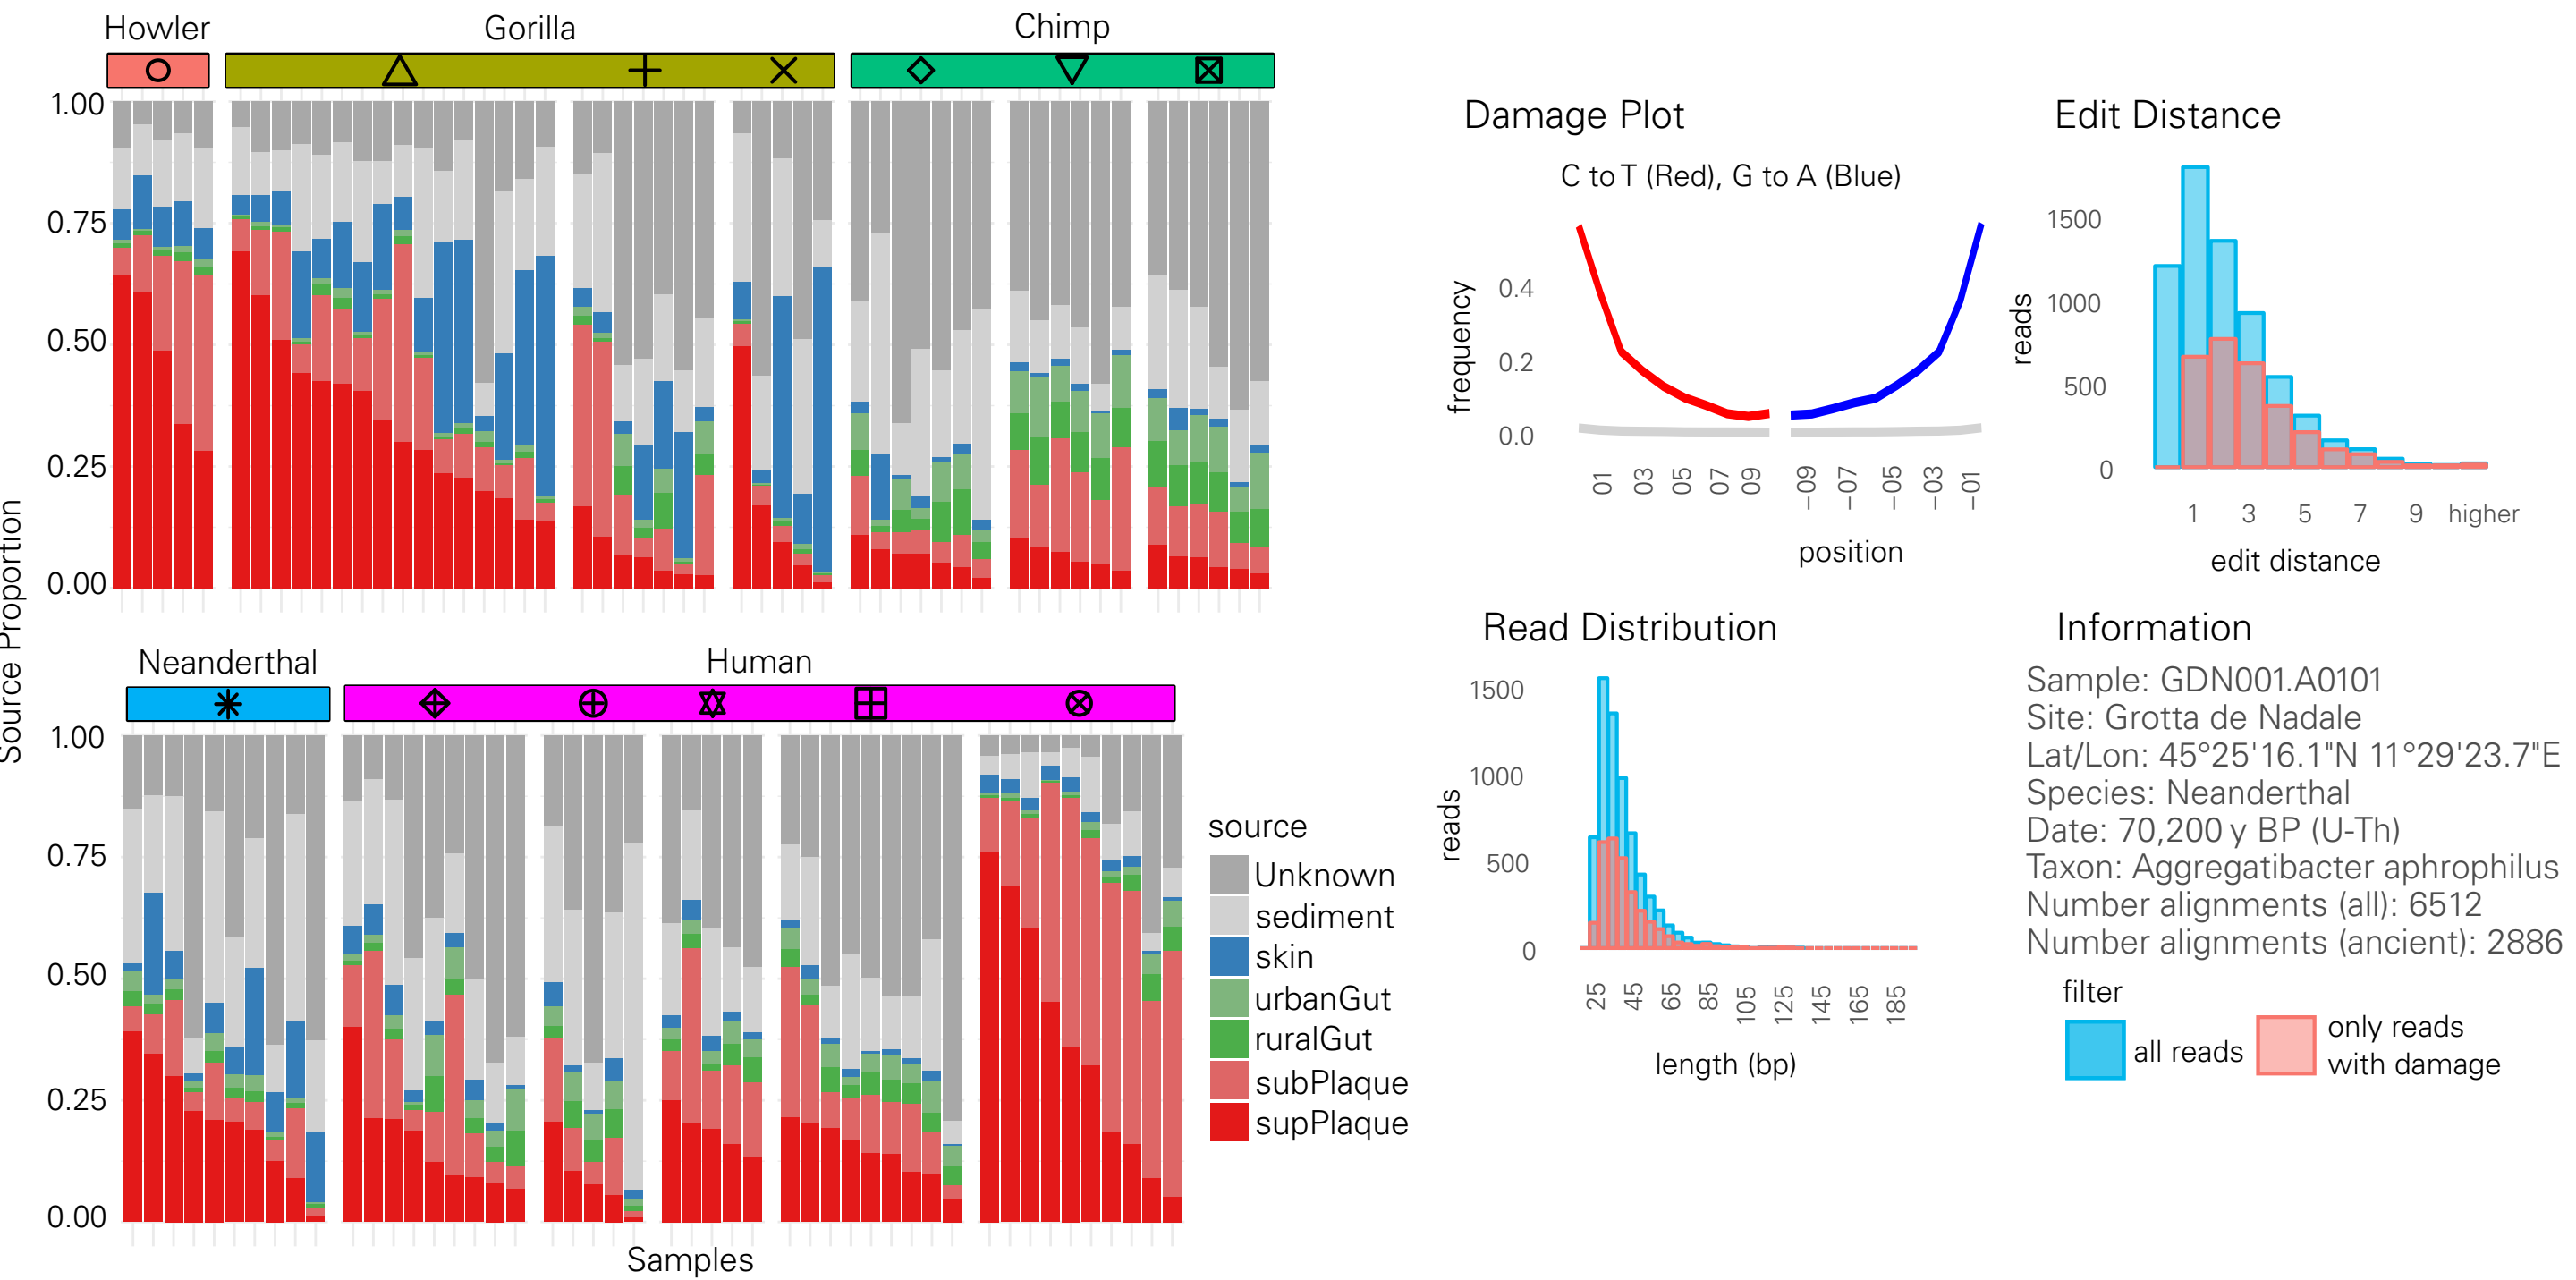 Howler
Gorilla
Chimp
1.00
0.75
0.50
0.25
0.00
Source Proportion
Neanderthal
Human
1.00
0.75
0.50
0.25
0.00
Samples
source
Unknown
sediment
skin
urbanGut
ruralGut
subPlaque
supPlaque
Damage Plot
C to T (Red), G to A (Blue)
frequency
0.4
0.2
0.0
01 03 05 07 09 −09 −07 −05 −03 −01
position
Edit Distance
reads
1500
1000
500
0
1 3 5 7 9 higher
edit distance
Read Distribution
reads
1500
1000
500
0
25 45 65 85 105 125 145 165 185
length (bp)
Information
Sample: GDN001.A0101
Site: Grotta de Nadale
Lat/Lon: 45°25'16.1"N 11°29'23.7"E
Species: Neanderthal
Date: 70,200 y BP (U-Th)
Taxon: Aggregatibacter aphrophilus
Number alignments (all): 6512
Number alignments (ancient): 2886
filter
all reads
only reads
with damage